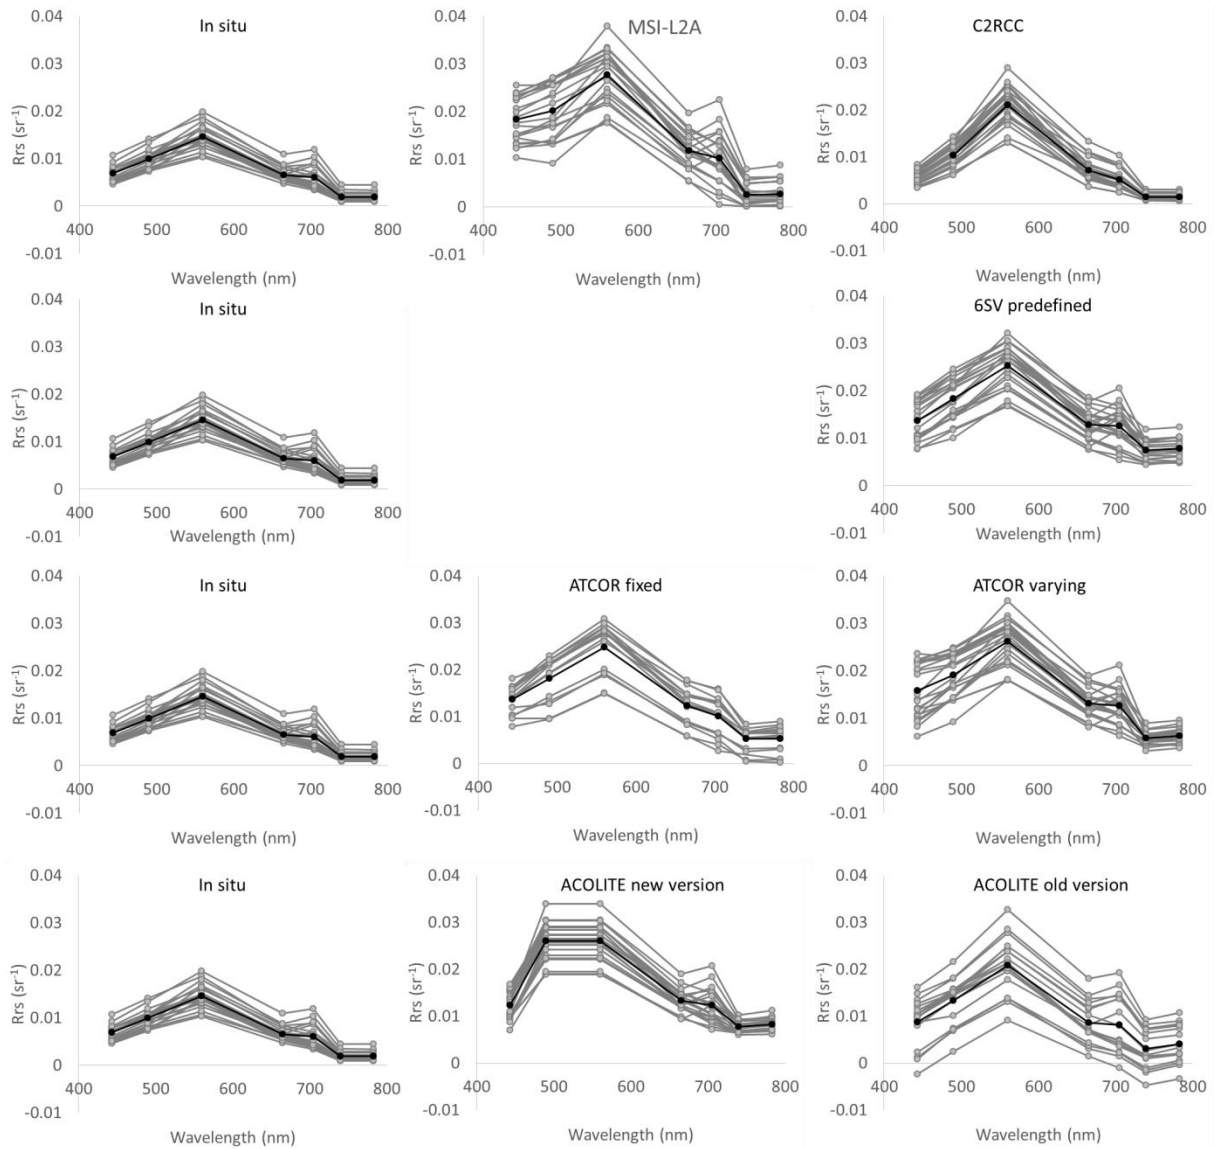 In situ
0.04
0.03
0.02
0.01
0
-0.01
400 500 600 700 800
Rrs (sr-1)
Wavelength (nm)
MSI-L2A
0.04
0.03
0.02
0.01
0
-0.01
400 500 600 700 800
Rrs (sr-1)
Wavelength (nm)
C2RCC
0.04
0.03
0.02
0.01
0
-0.01
400 500 600 700 800
Rrs (sr-1)
Wavelength (nm)
In situ
0.04
0.03
0.02
0.01
0
-0.01
400 500 600 700 800
Rrs (sr-1)
Wavelength (nm)
6SV predefined
0.04
0.03
0.02
0.01
0
-0.01
400 500 600 700 800
Rrs (sr-1)
Wavelength (nm)
In situ
0.04
0.03
0.02
0.01
0
-0.01
400 500 600 700 800
Rrs (sr-1)
Wavelength (nm)
ATCOR fixed
0.04
0.03
0.02
0.01
0
-0.01
400 500 600 700 800
Rrs (sr-1)
Wavelength (nm)
ATCOR varying
0.04
0.03
0.02
0.01
0
-0.01
400 500 600 700 800
Rrs (sr-1)
Wavelength (nm)
In situ
0.04
0.03
0.02
0.01
0
-0.01
400 500 600 700 800
Rrs (sr-1)
Wavelength (nm)
ACOLITE new version
0.04
0.03
0.02
0.01
0
-0.01
400 500 600 700 800
Rrs (sr-1)
Wavelength (nm)
ACOLITE old version
0.04
0.03
0.02
0.01
0
-0.01
400 500 600 700 800
Rrs (sr-1)
Wavelength (nm)